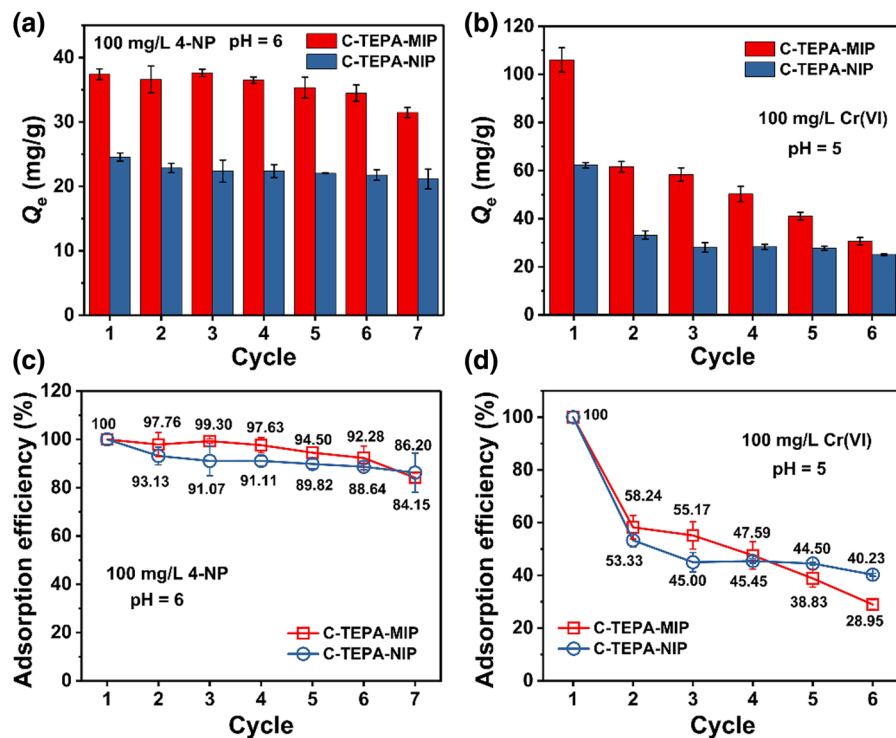 (a)
100 mg/L 4-NP pH = 6
C-TEPA-MIP
C-TEPA-NIP
Qe (mg/g)
40
30
20
10
0
1 2 3 4 5 6 7
Cycle
(b)
C-TEPA-MIP
C-TEPA-NIP
100 mg/L Cr(VI)
pH = 5
Qe (mg/g)
120
100
80
60
40
20
0
1 2 3 4 5 6
Cycle
(c)
Adsorption efficiency (%)
120
100
80
60
40
20
0
100 97.76 99.30 97.63 94.50 92.28 86.20
93.13 91.07 91.11 89.82 88.64 84.15
100 mg/L 4-NP
pH = 6
C-TEPA-MIP
C-TEPA-NIP
1 2 3 4 5 6 7
Cycle
(d)
Adsorption efficiency (%)
100
80
60
40
20
0
100
100 mg/L Cr(VI)
pH = 5
58.24 55.17 47.59 44.50 40.23
53.33 45.00 45.45 38.83 28.95
C-TEPA-MIP
C-TEPA-NIP
1 2 3 4 5 6
Cycle